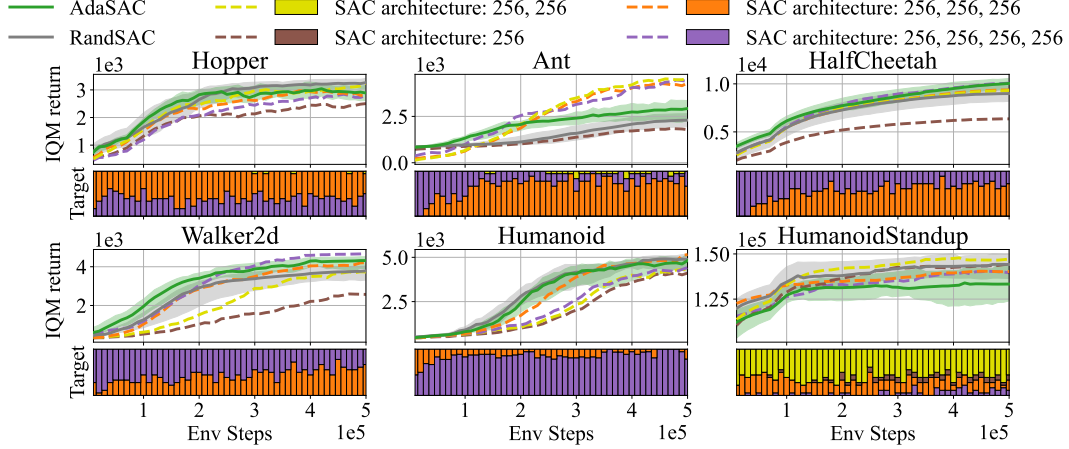 AdaSAC SAC architecture: 256, 256 SAC architecture: 256, 256, 256
RandSAC SAC architecture: 256 SAC architecture: 256, 256, 256, 256
Hopper Ant HalfCheetah
1e3 1e3 1e4
IQM return
3
2
1
2.5
0.0
1.0
0.5
Target
Walker2d Humanoid HumanoidStandup
1e3 1e3 1e5
IQM return
4
2
5.0
2.5
1.50
1.25
Target
1 2 3 4 5 1 2 3 4 5 1 2 3 4 5
Env Steps 1e5 Env Steps 1e5 Env Steps 1e5